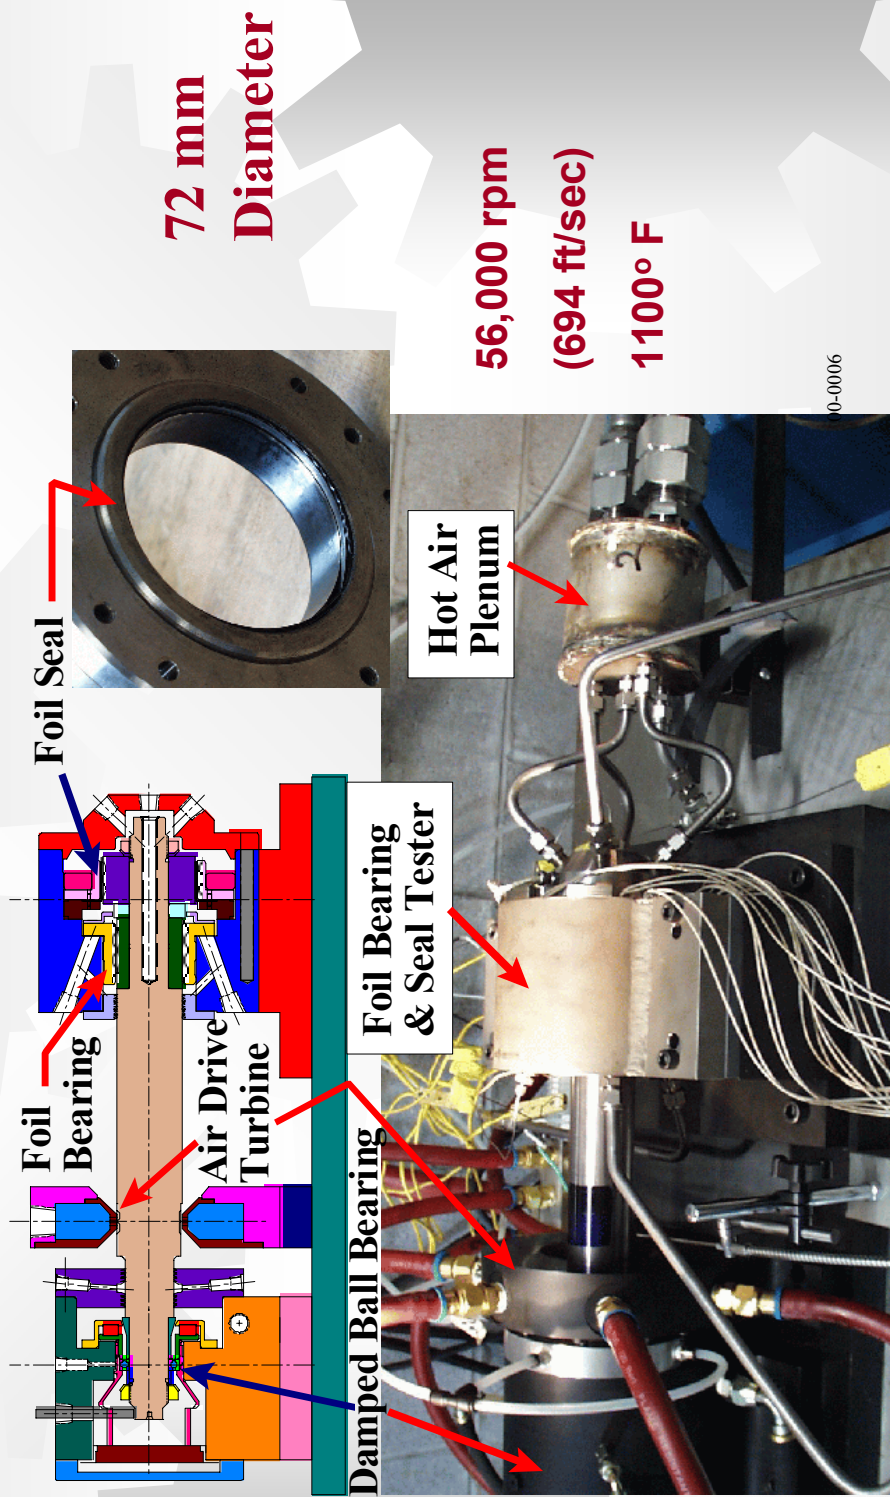 72 mm
Diameter
Foil Seal
Foil
Bearing
Air Drive
Turbine
Damped Ball Bearing
Foil Bearing
& Seal Tester
Hot Air
Plenum
56,000 rpm
(694 ft/sec)
1100º F
00-0006